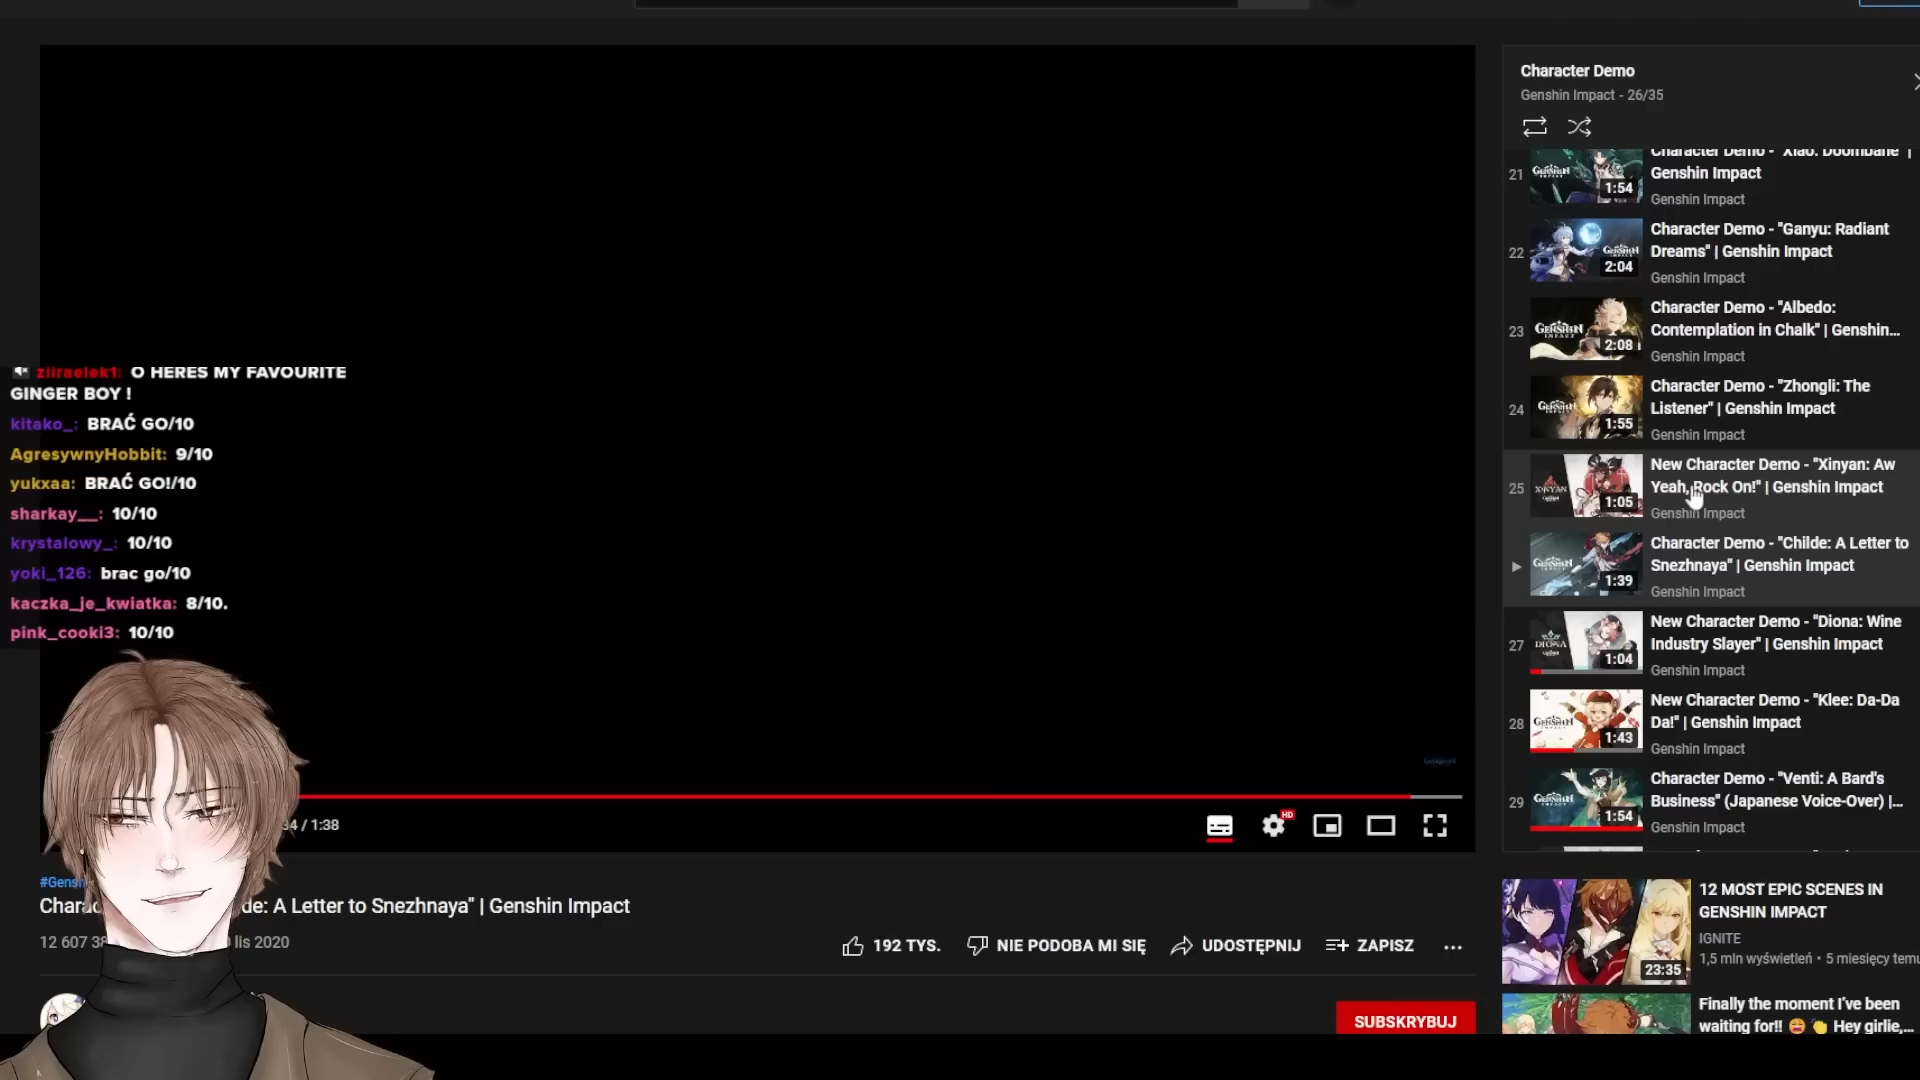 Character Demo
Genshin Impact - 26/35
21
Character Demo - "Xiao: Doombane" |
Genshin Impact
Genshin Impact
1:54
22
Character Demo - "Ganyu: Radiant
Dreams" | Genshin Impact
Genshin Impact
2:04
23
Character Demo - "Albedo:
Contemplation in Chalk" | Genshin...
Genshin Impact
2:08
24
Character Demo - "Zhongli: The
Listener" | Genshin Impact
Genshin Impact
1:55
25
New Character Demo - "Xinyan: Aw
Yeah, Rock On!" | Genshin Impact
Genshin Impact
XINYAN
1:05
Character Demo - "Childe: A Letter to
Snezhnaya" | Genshin Impact
Genshin Impact
1:39
27
New Character Demo - "Diona: Wine
Industry Slayer" | Genshin Impact
Genshin Impact
DIONA
1:04
28
New Character Demo - "Klee: Da-Da
Da!" | Genshin Impact
Genshin Impact
1:43
29
Character Demo - "Venti: A Bard's
Business" (Japanese Voice-Over) |...
Genshin Impact
1:54
ziiraelek1: O HERES MY FAVOURITE
GINGER BOY !
kitako_: BRAĆ GO/10
AgresywnyHobbit: 9/10
yukxaa: BRAĆ GO!/10
sharkay__: 10/10
krystalowy_: 10/10
yoki_126: brac go/10
kaczka_je_kwiatka: 8/10.
pink_cooki3: 10/10
34 / 1:38
HD
#Gensh
Charac de: A Letter to Snezhnaya" | Genshin Impact
12 607 38 lis 2020
192 TYS.
NIE PODOBA MI SIĘ
UDOSTĘPNIJ
ZAPISZ
SUBSKRYBUJ
12 MOST EPIC SCENES IN
GENSHIN IMPACT
IGNITE
1,5 mln wyświetleń • 5 miesięcy temu
23:35
Finally the moment I've been
waiting for!! 😩 👏 Hey girlie,...